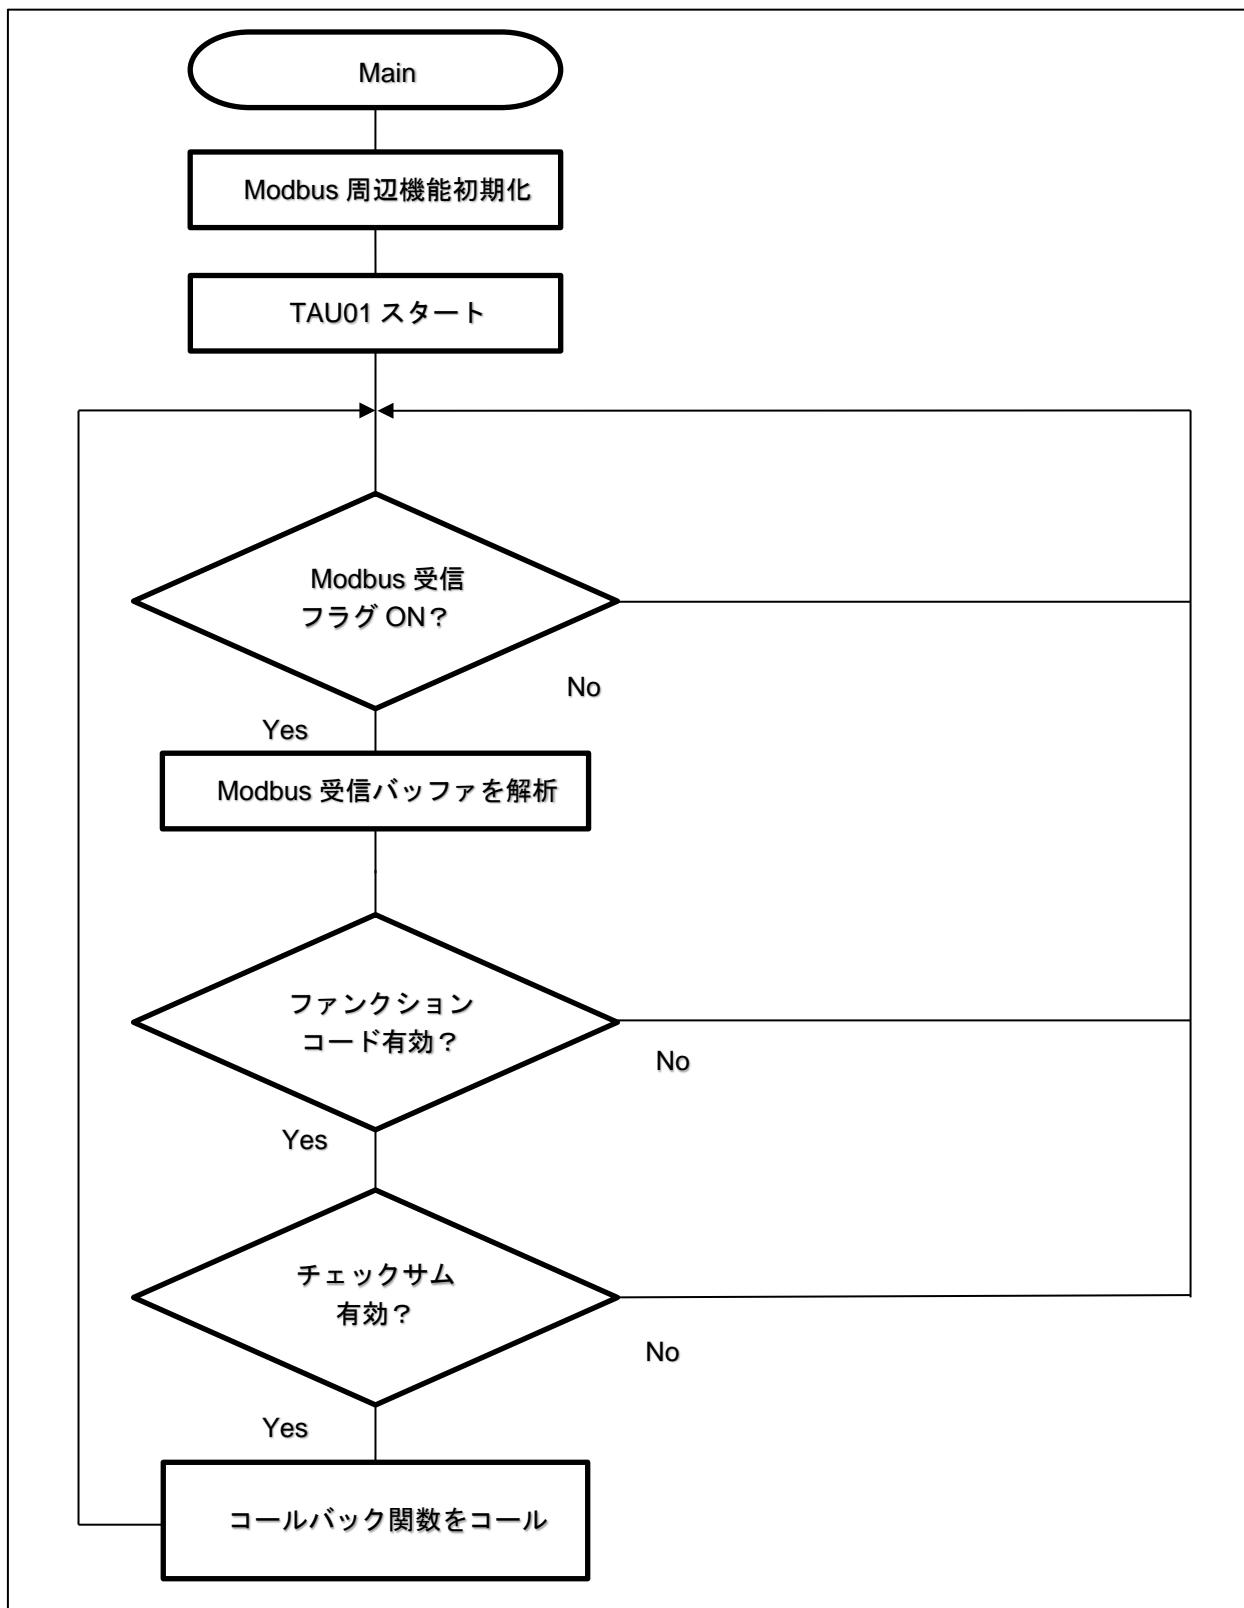 Main
Modbus 周辺機能初期化
TAU01 スタート
Modbus 受信
フラグ ON？
No
Yes
Modbus 受信バッファを解析
ファンクション
コード有効？
No
Yes
チェックサム
有効？
No
Yes
コールバック関数をコール